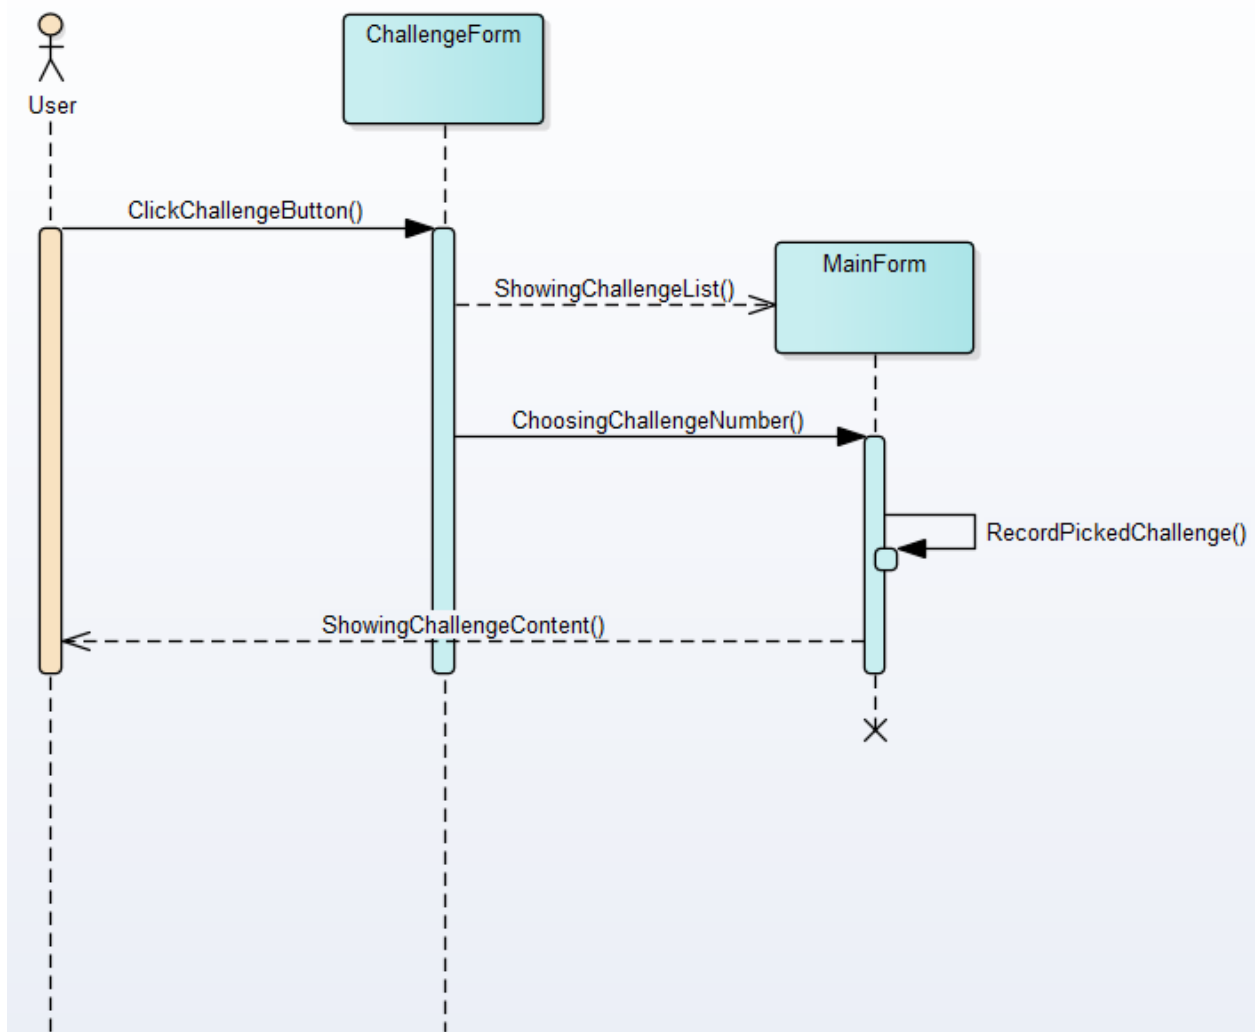 ChallengeForm
User
ClickChallengeButton()
MainForm
ShowingChallengeList()
ChoosingChallengeNumber()
RecordPickedChallenge()
ShowingChallengeContent()